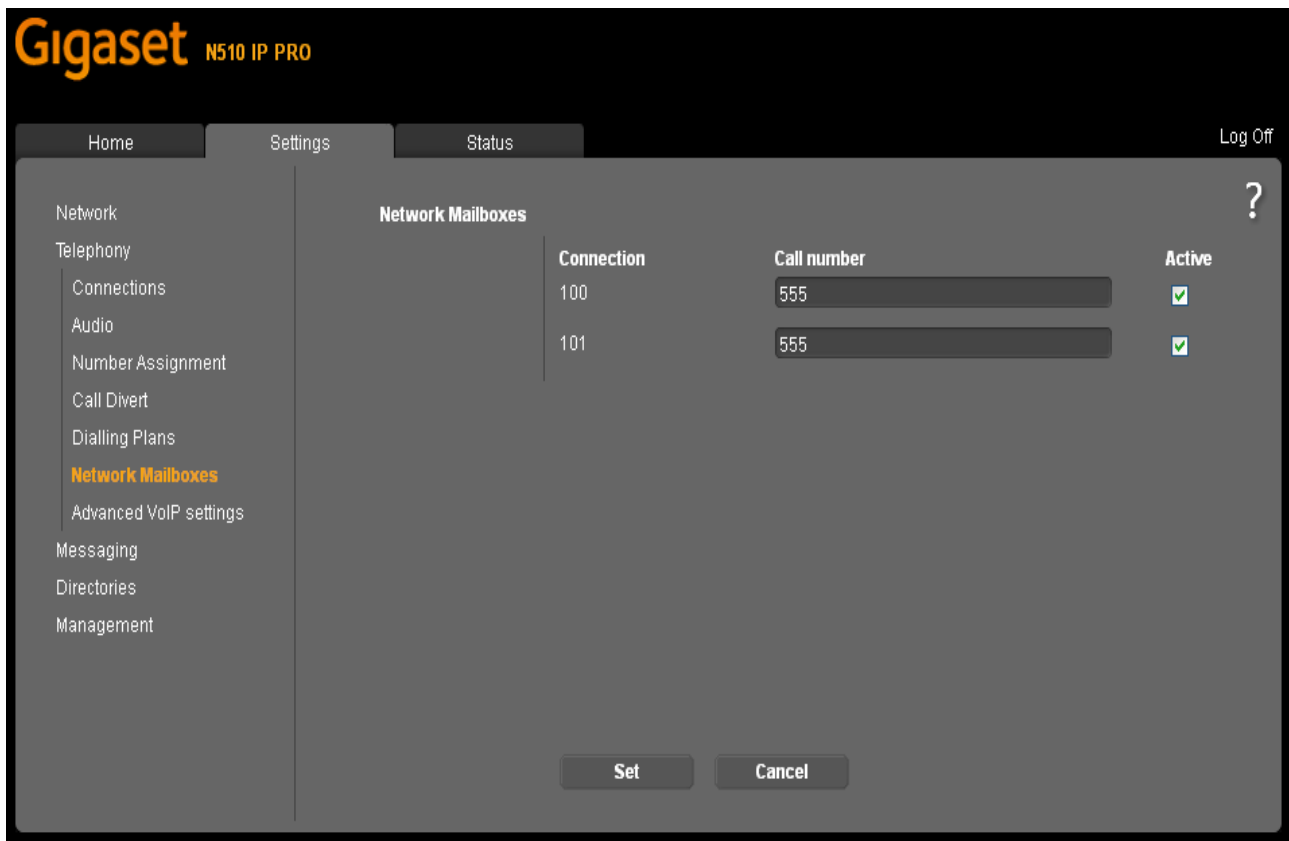 Gigaset N510 IP PRO
Home Settings Status Log Off
?
Network
Telephony
Connections
Audio
Number Assignment
Call Divert
Dialling Plans
Network Mailboxes
Advanced VoIP settings
Messaging
Directories
Management
Network Mailboxes
Connection Call number Active
100 555
101 555
Set Cancel